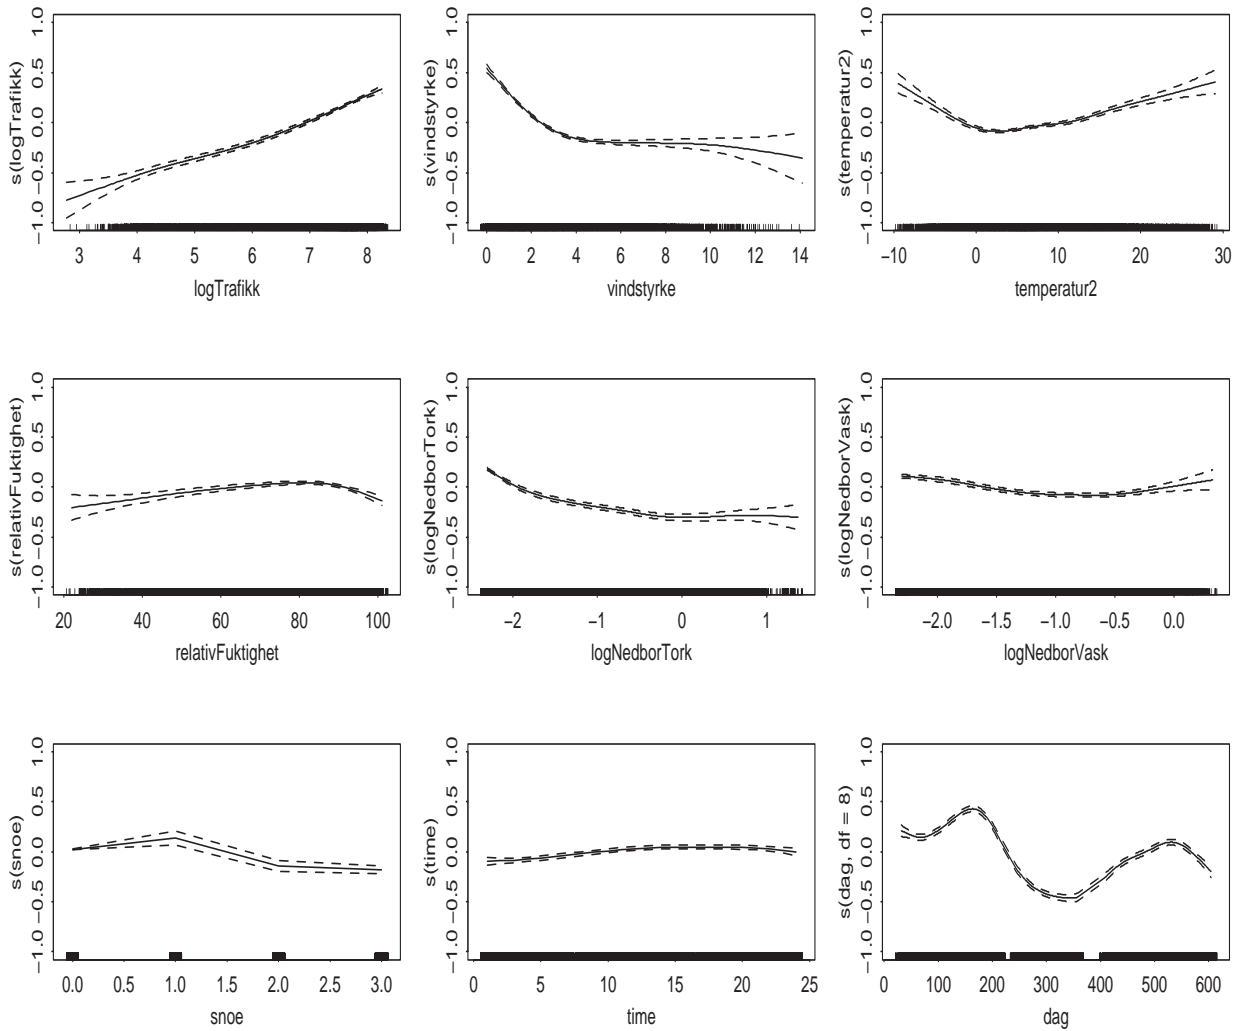 s(logTrafikk)
−1.0 −0.5 0.0 0.5 1.0
3 4 5 6 7 8
logTrafikk
s(vindstyrke)
−1.0 −0.5 0.0 0.5 1.0
0 2 4 6 8 10 12 14
vindstyrke
s(temperatur2)
−1.0 −0.5 0.0 0.5 1.0
−10 0 10 20 30
temperatur2
s(relativFuktighet)
−1.0 −0.5 0.0 0.5 1.0
20 40 60 80 100
relativFuktighet
s(logNedborTork)
−1.0 −0.5 0.0 0.5 1.0
−2 −1 0 1
logNedborTork
s(logNedborVask)
−1.0 −0.5 0.0 0.5 1.0
−2.0 −1.5 −1.0 −0.5 0.0
logNedborVask
s(snoe)
−1.0 −0.5 0.0 0.5 1.0
0.0 0.5 1.0 1.5 2.0 2.5 3.0
snoe
s(time)
−1.0 −0.5 0.0 0.5 1.0
0 5 10 15 20 25
time
s(dag, df = 8)
−1.0 −0.5 0.0 0.5 1.0
0 100 200 300 400 500 600
dag